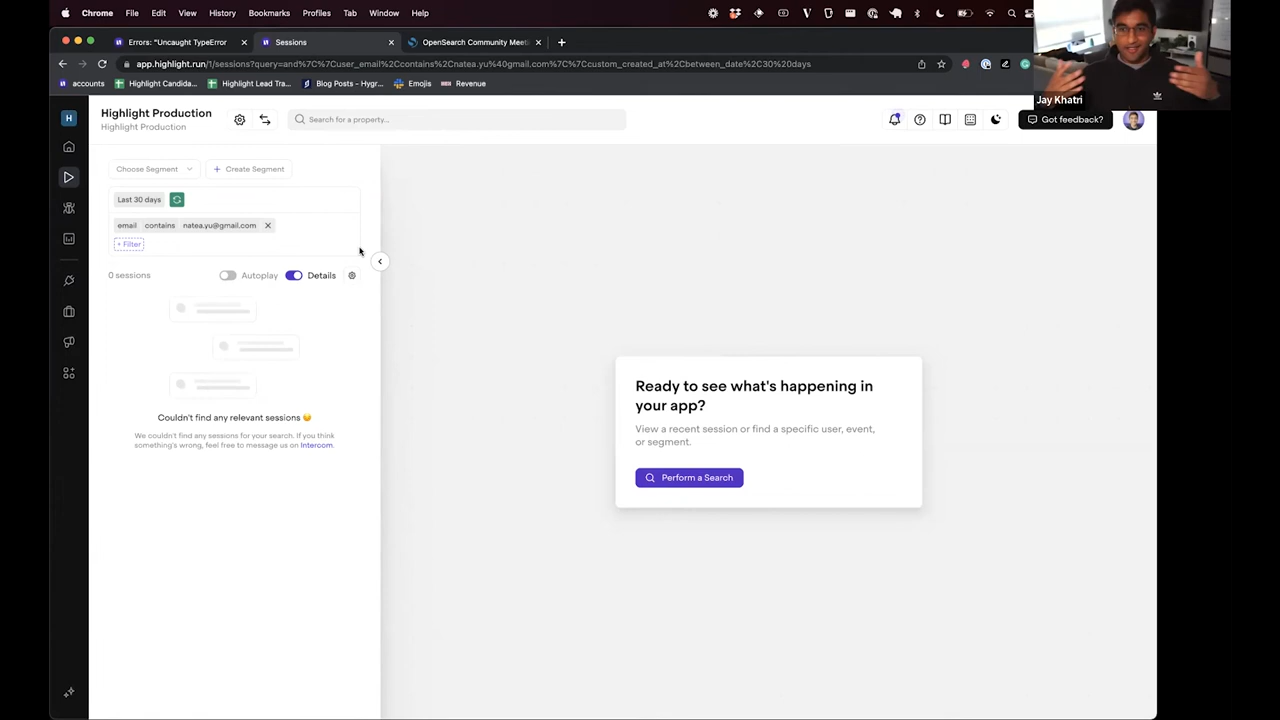 Chrome File Edit View History Bookmarks Profiles Tab Window Help
Errors: "Uncaught TypeError
Sessions
OpenSearch Community Meeti
app.highlight.run/1/sessions?query=and%7C%7Cuser_email%2Ccontains%2Cnatea.yu%40gmail.com%7C%7Ccustom_created_at%2Cbetween_date%2C30%20days
accounts
Highlight Candida...
Highlight Lead Tra...
Blog Posts – Hygr...
Emojis
Revenue
Jay Khatri
H
Highlight Production
Highlight Production
Search for a property...
Got feedback?
Choose Segment
+ Create Segment
Last 30 days
email contains natea.yu@gmail.com
+ Filter
0 sessions
Autoplay
Details
Couldn't find any relevant sessions 😔
We couldn't find any sessions for your search. If you think
something's wrong, feel free to message us on Intercom.
Ready to see what's happening in
your app?
View a recent session or find a specific user, event,
or segment.
Perform a Search